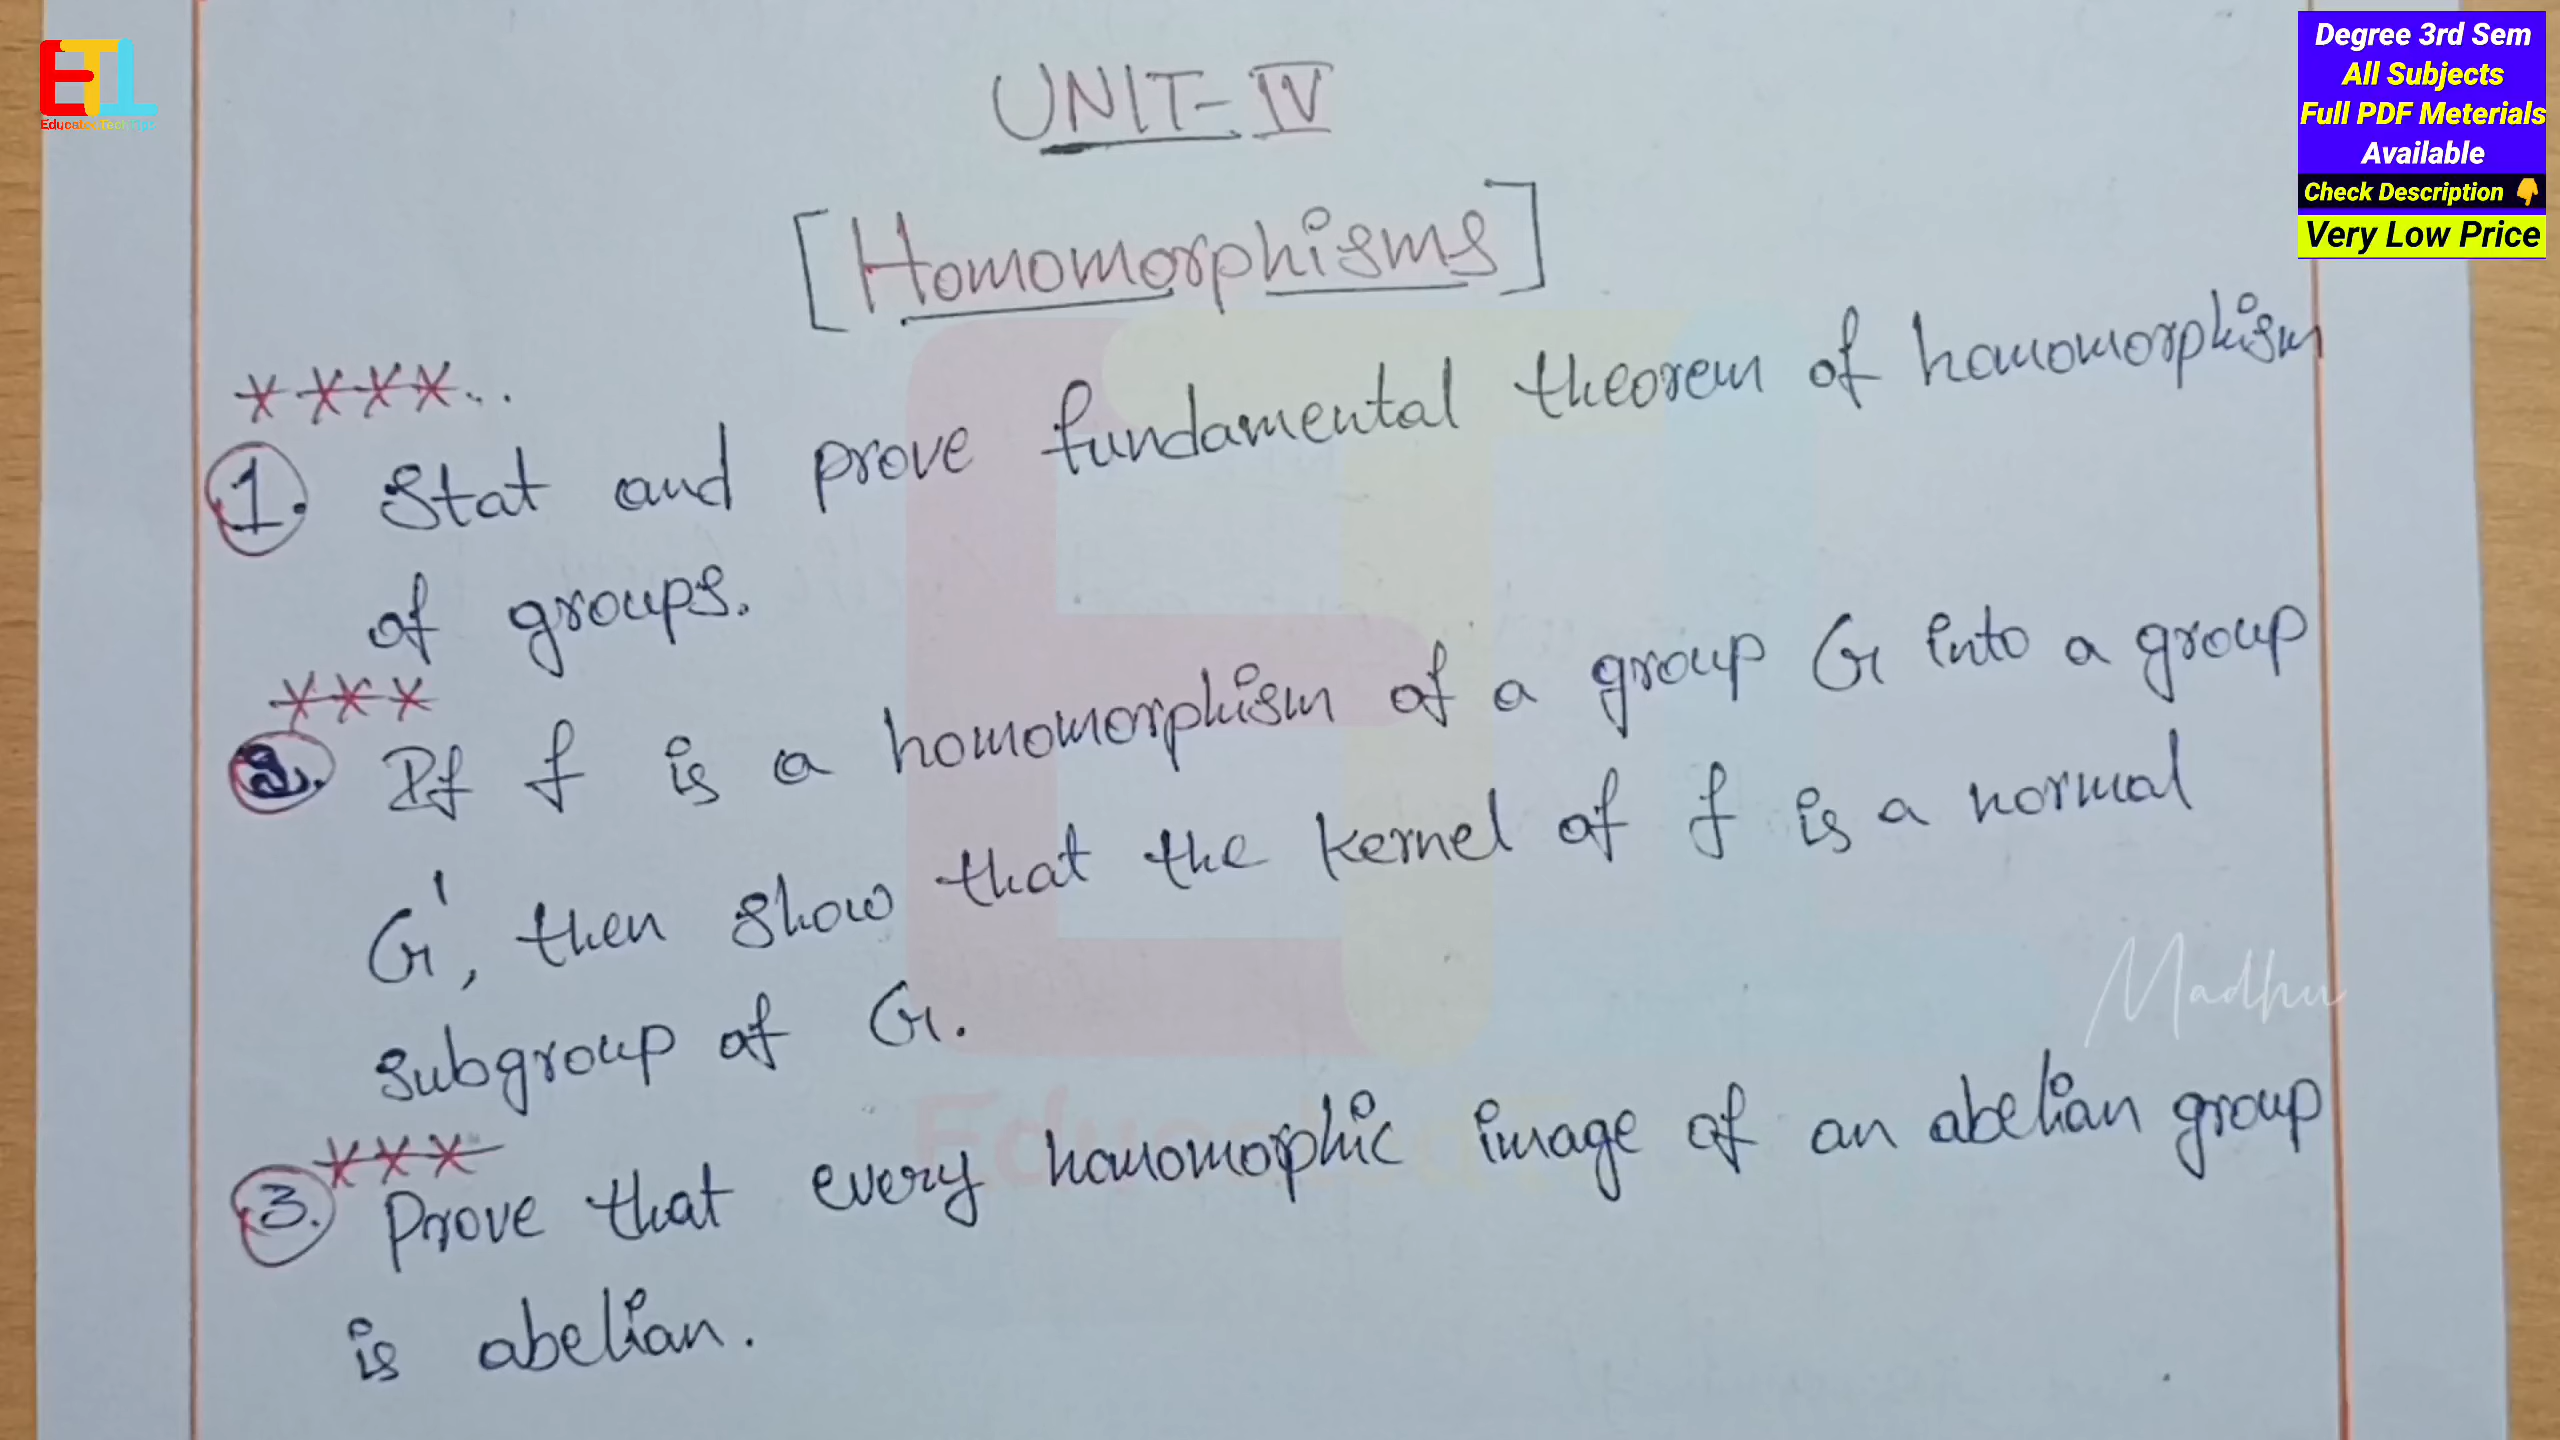 ETL
EducatedTechTips
Degree 3rd Sem
All Subjects
Full PDF Meterials
Available
Check Description 👇
Very Low Price
UNIT-IV
[Homomorphisms]
****..
1. Stat and prove fundamental theorem of homomorphism
of groups.
***
2. If f is a homomorphism of a group G into a group
G', then show that the kernel of f is a normal
subgroup of G.
Madhu
***
3. Prove that every homomorphic image of an abelian group
is abelian.